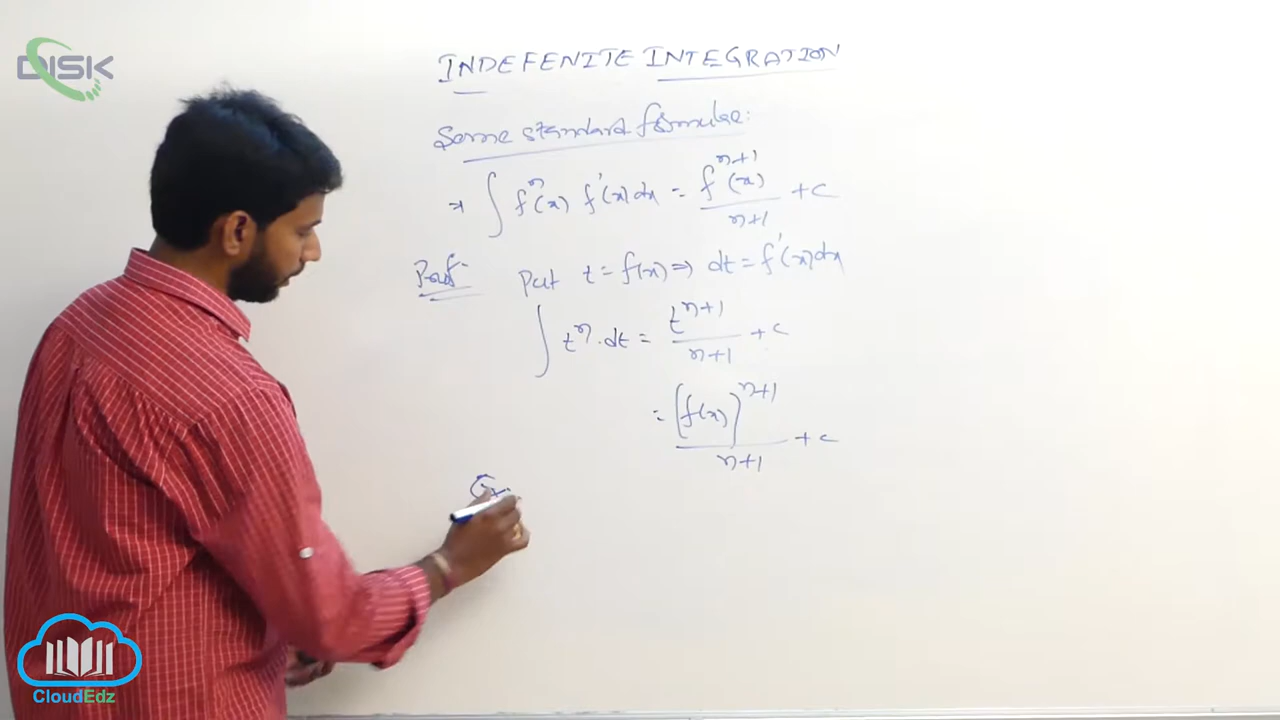 DISK
INDEFENITE INTEGRATION
Some standard formulae:
→ ∫ fⁿ(x) f'(x) dx = fⁿ⁺¹(x) / n+1 + c
Proof:- Put t = f(x) ⇒ dt = f'(x) dx
∫ tⁿ . dt = tⁿ⁺¹ / n+1 + c
= (f(x))ⁿ⁺¹ / n+1 + c
Ex:
CloudEdz